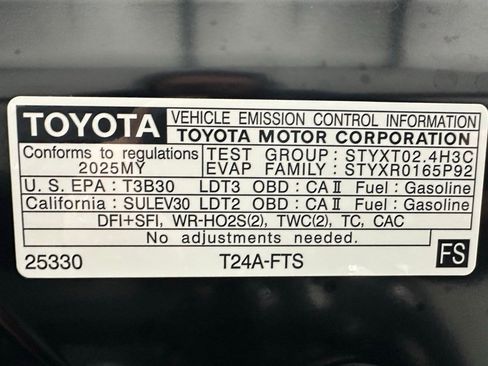 TOYOTA
VEHICLE EMISSION CONTROL INFORMATION
TOYOTA MOTOR CORPORATION
Conforms to regulations
2025MY
TEST GROUP : STYXT02.4H3C
EVAP FAMILY : STYXR0165P92
U.S. EPA : T3B30 LDT3 OBD : CA II Fuel : Gasoline
California : SULEV30 LDT2 OBD : CA II Fuel : Gasoline
DFI+SFI, WR-HO2S(2), TWC(2), TC, CAC
No adjustments needed.
25330 T24A-FTS FS